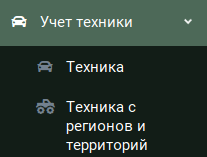 Учет техники
Техника
Техника с
регионов и
территорий